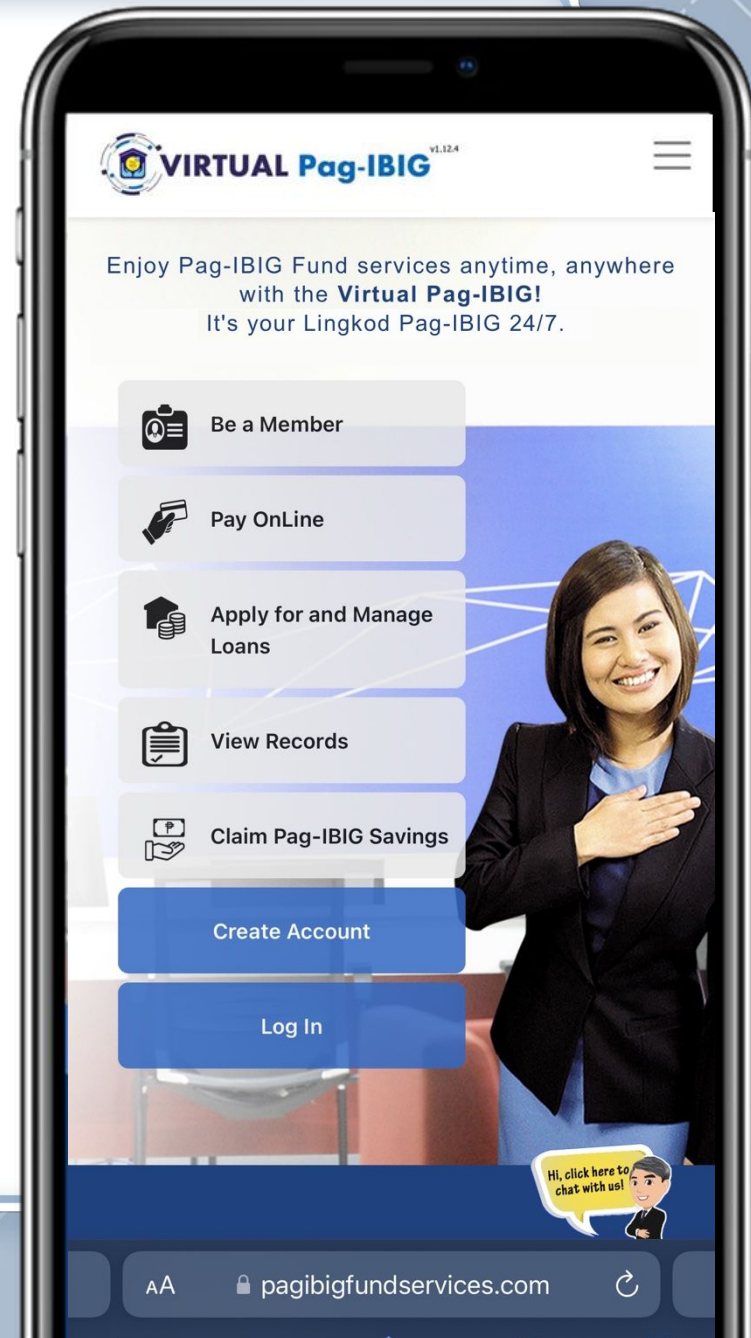 VIRTUAL Pag-IBIG v1.12.4
Enjoy Pag-IBIG Fund services anytime, anywhere
with the Virtual Pag-IBIG!
It's your Lingkod Pag-IBIG 24/7.
Be a Member
Pay OnLine
Apply for and Manage
Loans
View Records
₱
Claim Pag-IBIG Savings
Create Account
Log In
Hi, click here to
chat with us!
AA pagibigfundservices.com